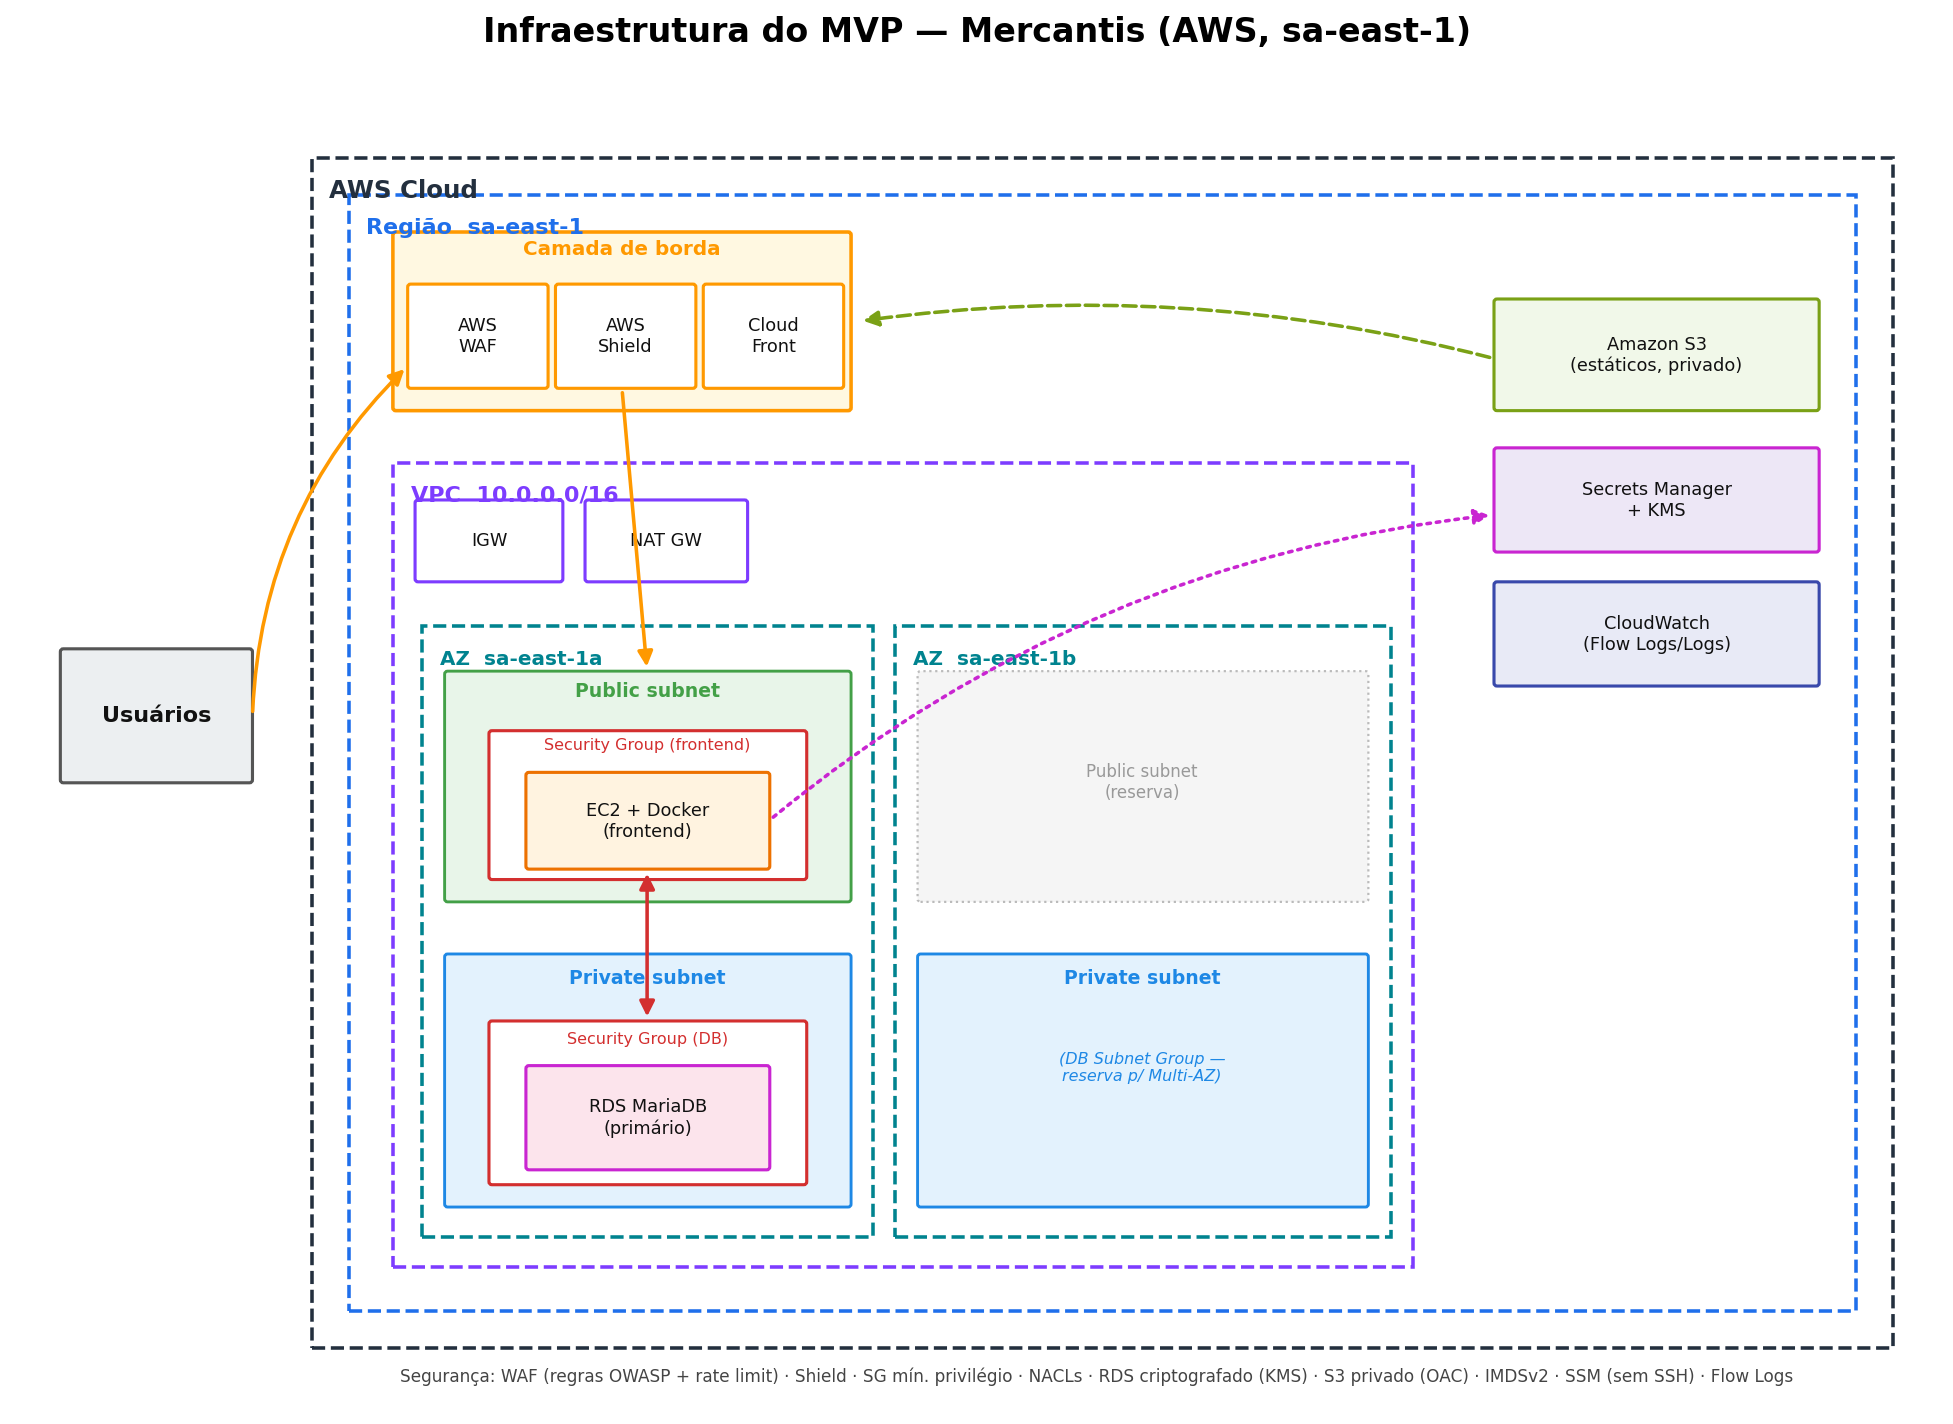 Infraestrutura do MVP — Mercantis (AWS, sa-east-1)
AWS Cloud
Região  sa-east-1
Camada de borda
AWS
WAF
AWS
Shield
Cloud
Front
Amazon S3
(estáticos, privado)
Secrets Manager
+ KMS
CloudWatch
(Flow Logs/Logs)
VPC  10.0.0.0/16
IGW
NAT GW
Usuários
AZ  sa-east-1a
Public subnet
Security Group (frontend)
EC2 + Docker
(frontend)
Private subnet
Security Group (DB)
RDS MariaDB
(primário)
AZ  sa-east-1b
Public subnet
(reserva)
Private subnet
(DB Subnet Group —
reserva p/ Multi-AZ)
Segurança: WAF (regras OWASP + rate limit) · Shield · SG mín. privilégio · NACLs · RDS criptografado (KMS) · S3 privado (OAC) · IMDSv2 · SSM (sem SSH) · Flow Logs